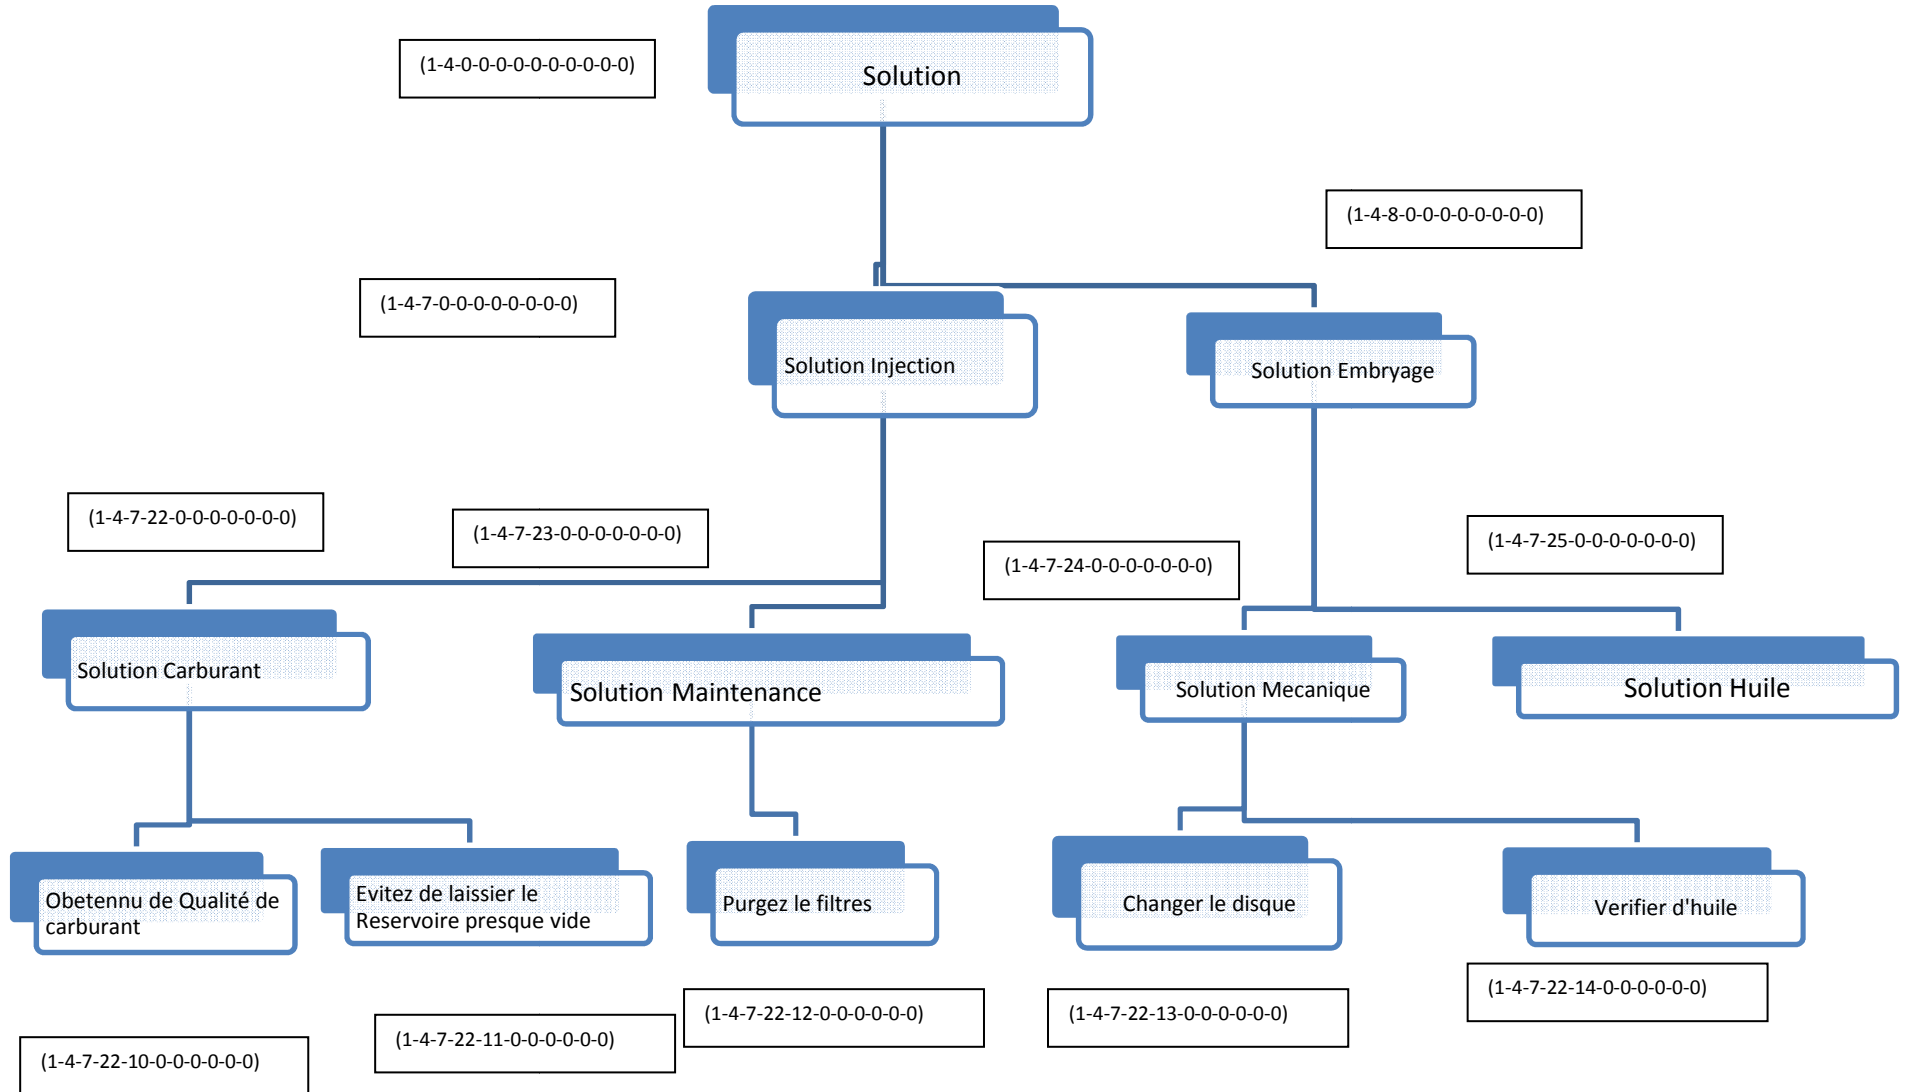 (1-4-0-0-0-0-0-0-0-0-0-0)
Solution
(1-4-8-0-0-0-0-0-0-0-0)
(1-4-7-0-0-0-0-0-0-0-0)
Solution Injection
Solution Embryage
(1-4-7-22-0-0-0-0-0-0-0)
(1-4-7-23-0-0-0-0-0-0-0)
(1-4-7-24-0-0-0-0-0-0-0)
(1-4-7-25-0-0-0-0-0-0-0)
Solution Carburant
Solution Maintenance
Solution Mecanique
Solution Huile
Obetennu de Qualité de
carburant
Evitez de laissier le
Reservoire presque vide
Purgez le filtres
Changer le disque
Verifier d'huile
(1-4-7-22-10-0-0-0-0-0-0)
(1-4-7-22-11-0-0-0-0-0-0)
(1-4-7-22-12-0-0-0-0-0-0)
(1-4-7-22-13-0-0-0-0-0-0)
(1-4-7-22-14-0-0-0-0-0-0)